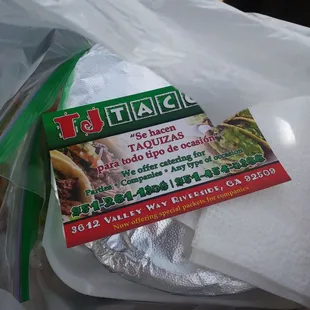 TJ TACO
"Se hacen
TAQUIZAS
para todo tipo de ocasión
We offer catering for
Parties
Companies * Any type of
3612 VALLEY WAY RIVERSIDE, CA 92509
Now offering special packets for companies